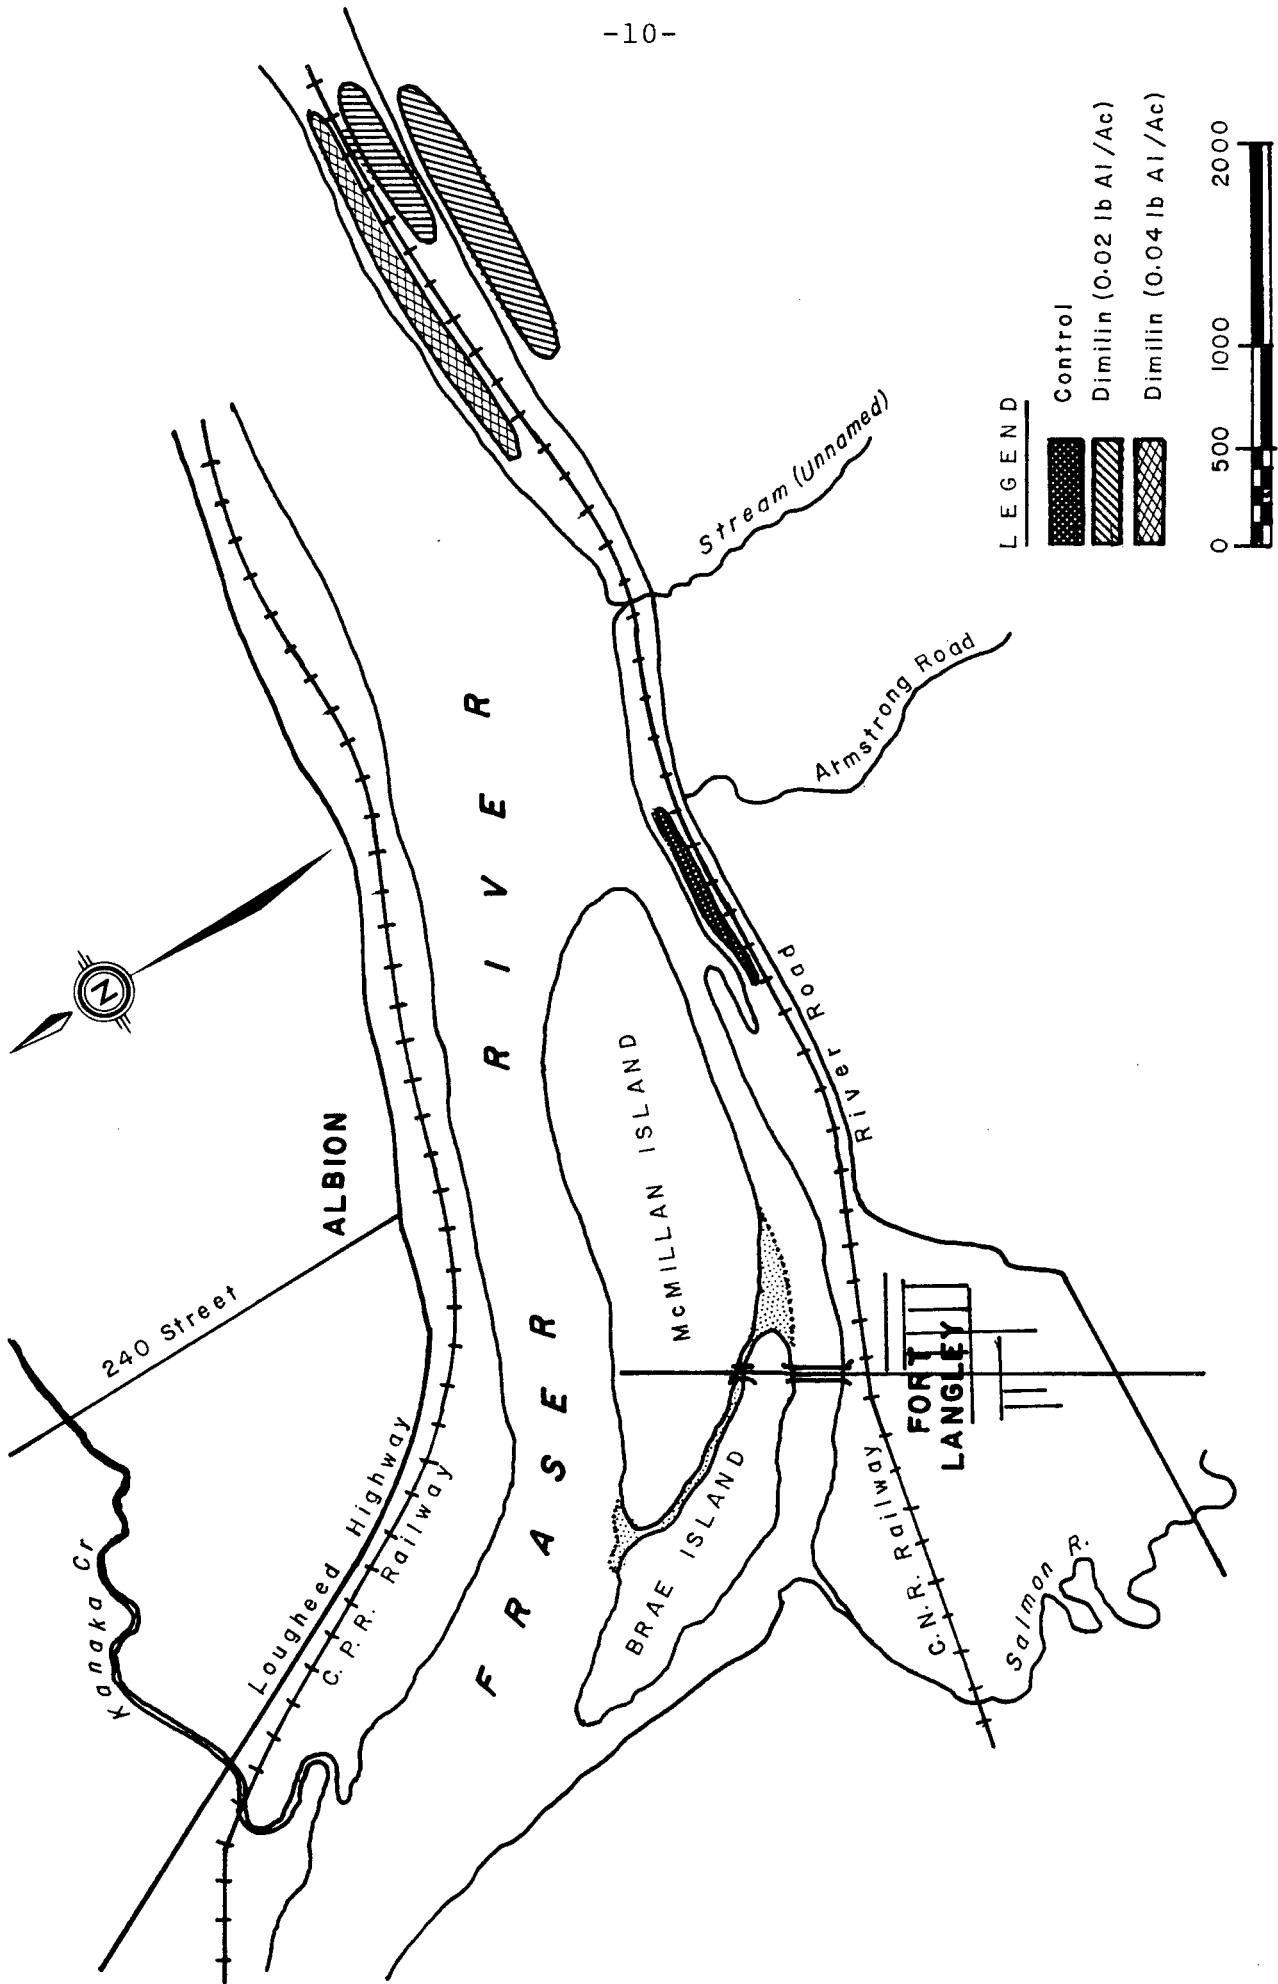 -10-
Kanaka Cr
240 Street
ALBION
Lougheed Highway
C.P.R. Railway
N
FRASER RIVER
McMILLAN ISLAND
BRAE ISLAND
River Road
Armstrong Road
Stream (Unnamed)
FORT
LANGLEY
C.N.R. Railway
Salmon R.
LEGEND
Control
Dimilin (0.02 lb AI/Ac)
Dimilin (0.04 lb AI/Ac)
0 500 1000 2000